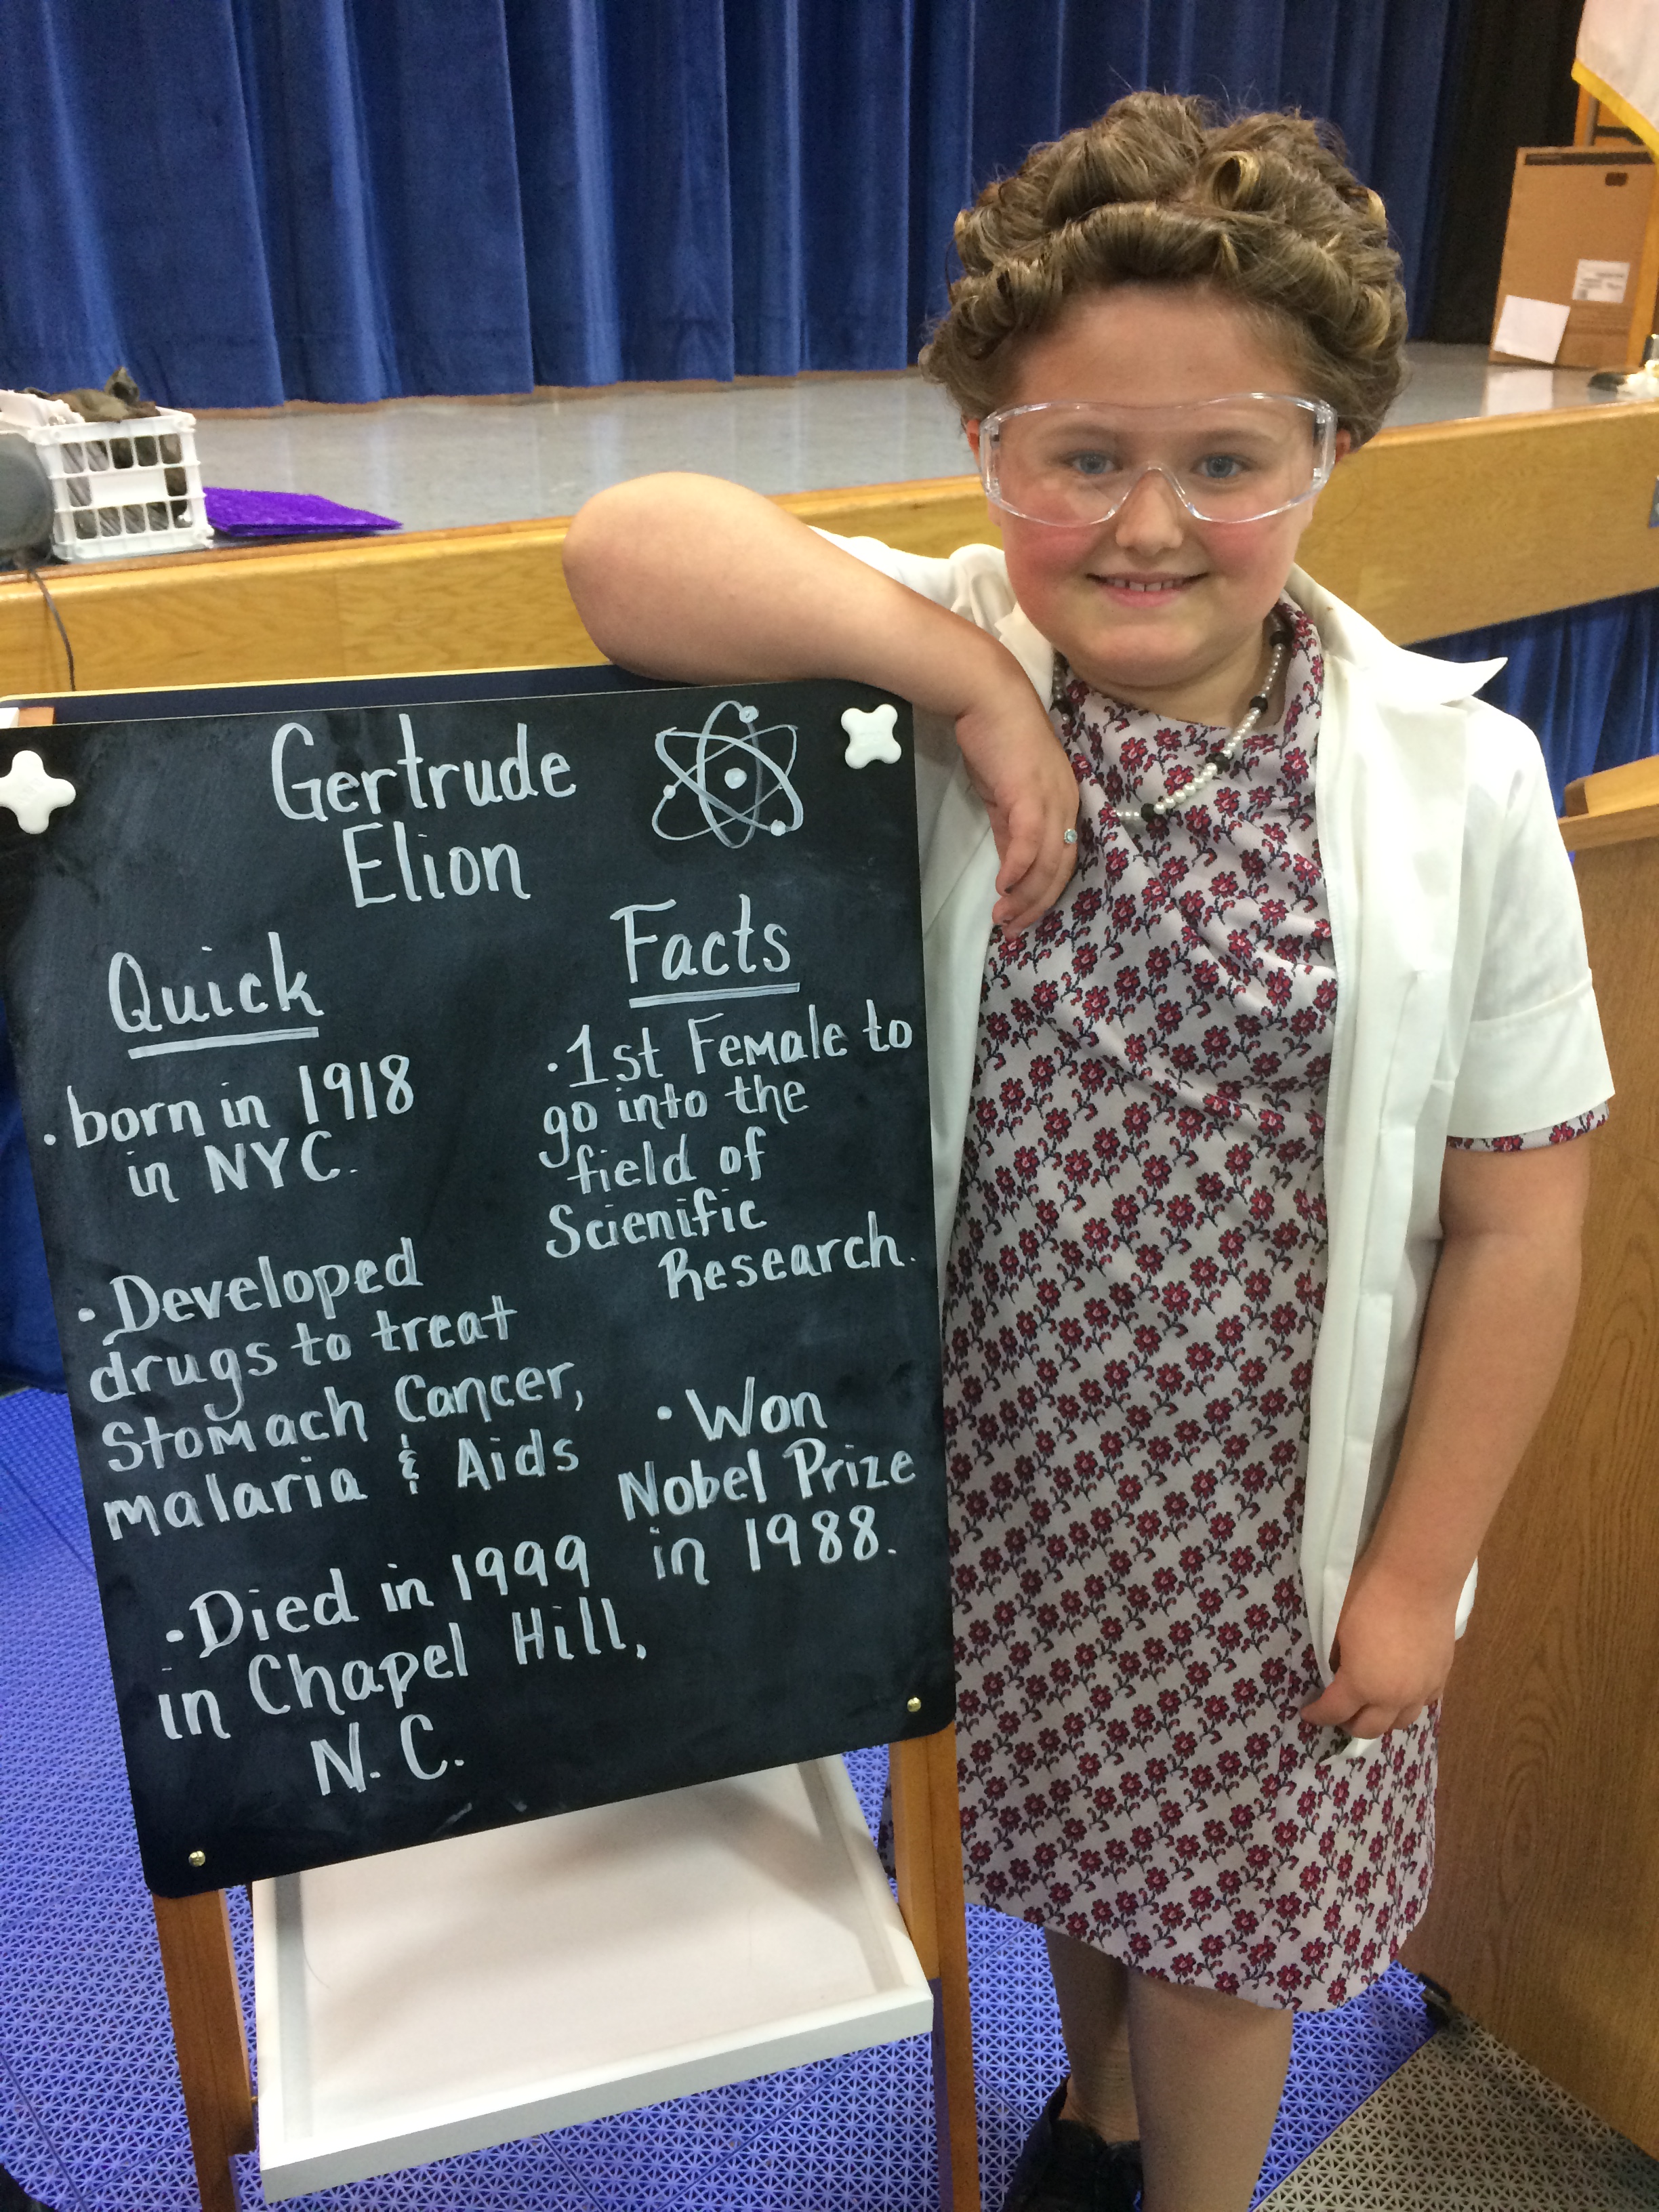 Gertrude
Elion
Quick
Facts
· born in 1918
in NYC.
· Developed
drugs to treat
Stomach Cancer,
malaria & Aids
· Died in 1999
in Chapel Hill,
N.C.
· 1st Female to
go into the
field of
Scienific
Research.
· Won
Nobel Prize
in 1988.